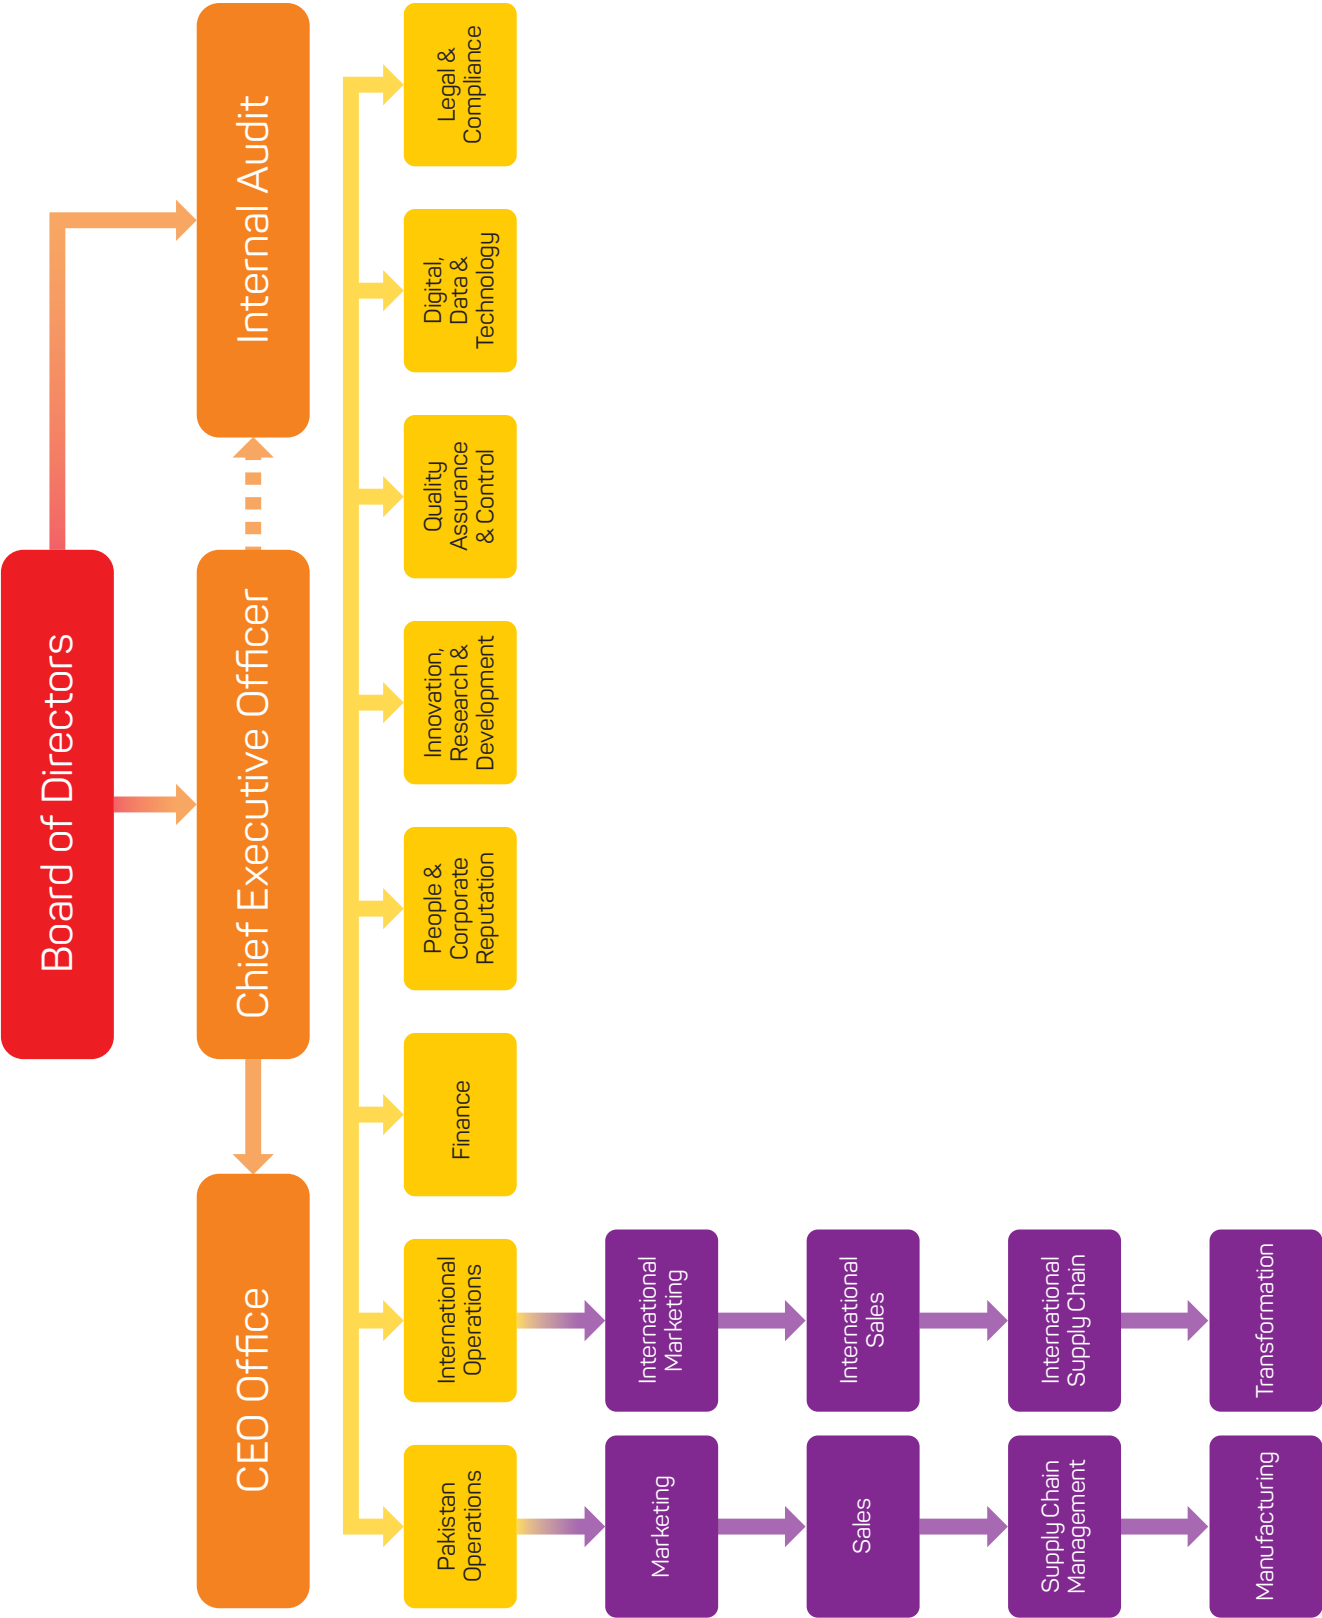 Board of Directors
CEO Office
Chief Executive Officer
Internal Audit
Pakistan
Operations
International
Operations
Finance
People &
Corporate
Reputation
Innovation,
Research &
Development
Quality
Assurance
& Control
Digital,
Data &
Technology
Legal &
Compliance
Marketing
International
Marketing
Sales
International
Sales
Supply Chain
Management
International
Supply Chain
Manufacturing
Transformation